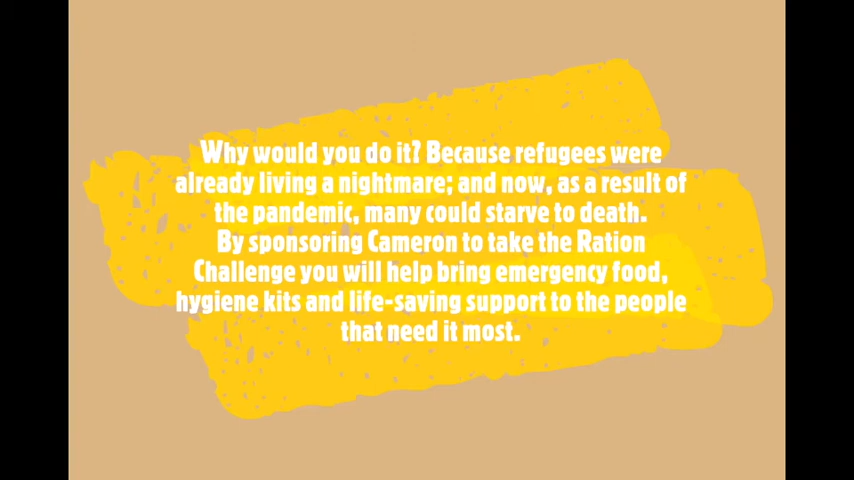 Why would you do it? Because refugees were
already living a nightmare; and now, as a result of
the pandemic, many could starve to death.
By sponsoring Cameron to take the Ration
Challenge you will help bring emergency food,
hygiene kits and life-saving support to the people
that need it most.